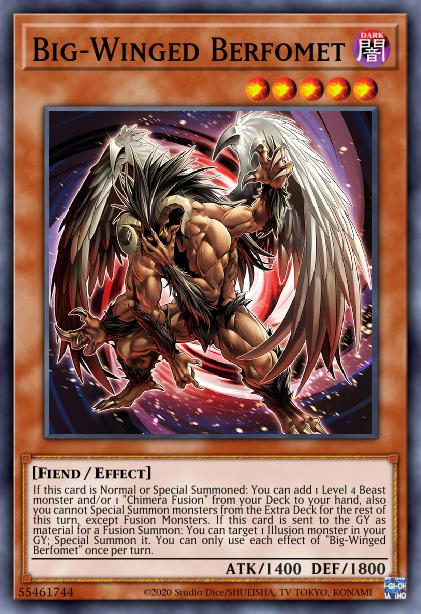 Big-Winged Berfomet
DARK
闇
[Fiend / Effect]
If this card is Normal or Special Summoned: You can add 1 Level 4 Beast
monster and/or 1 "Chimera Fusion" from your Deck to your hand, also
you cannot Special Summon monsters from the Extra Deck for the rest of
this turn, except Fusion Monsters. If this card is sent to the GY as
material for a Fusion Summon: You can target 1 Illusion monster in your
GY; Special Summon it. You can only use each effect of "Big-Winged
Berfomet" once per turn.
ATK/1400 DEF/1800
55461744
©2020 Studio Dice/SHUEISHA, TV TOKYO, KONAMI